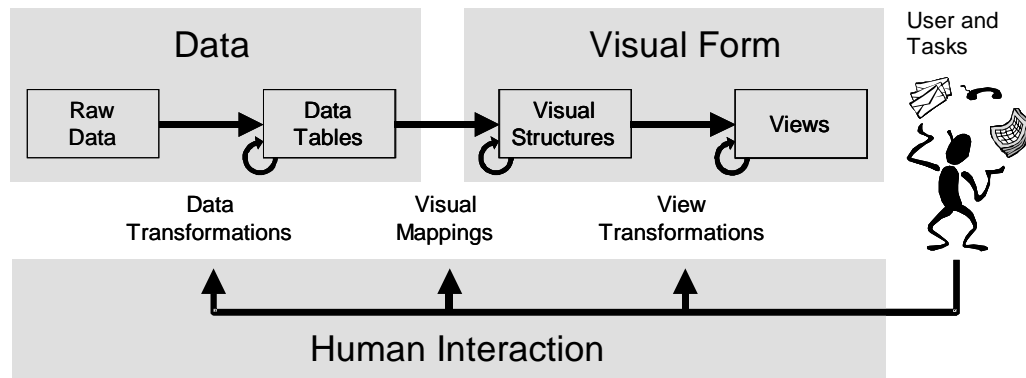 Data
Visual Form
User and
Tasks
Raw
Data
Data
Tables
Visual
Structures
Views
Data
Transformations
Visual
Mappings
View
Transformations
Human Interaction